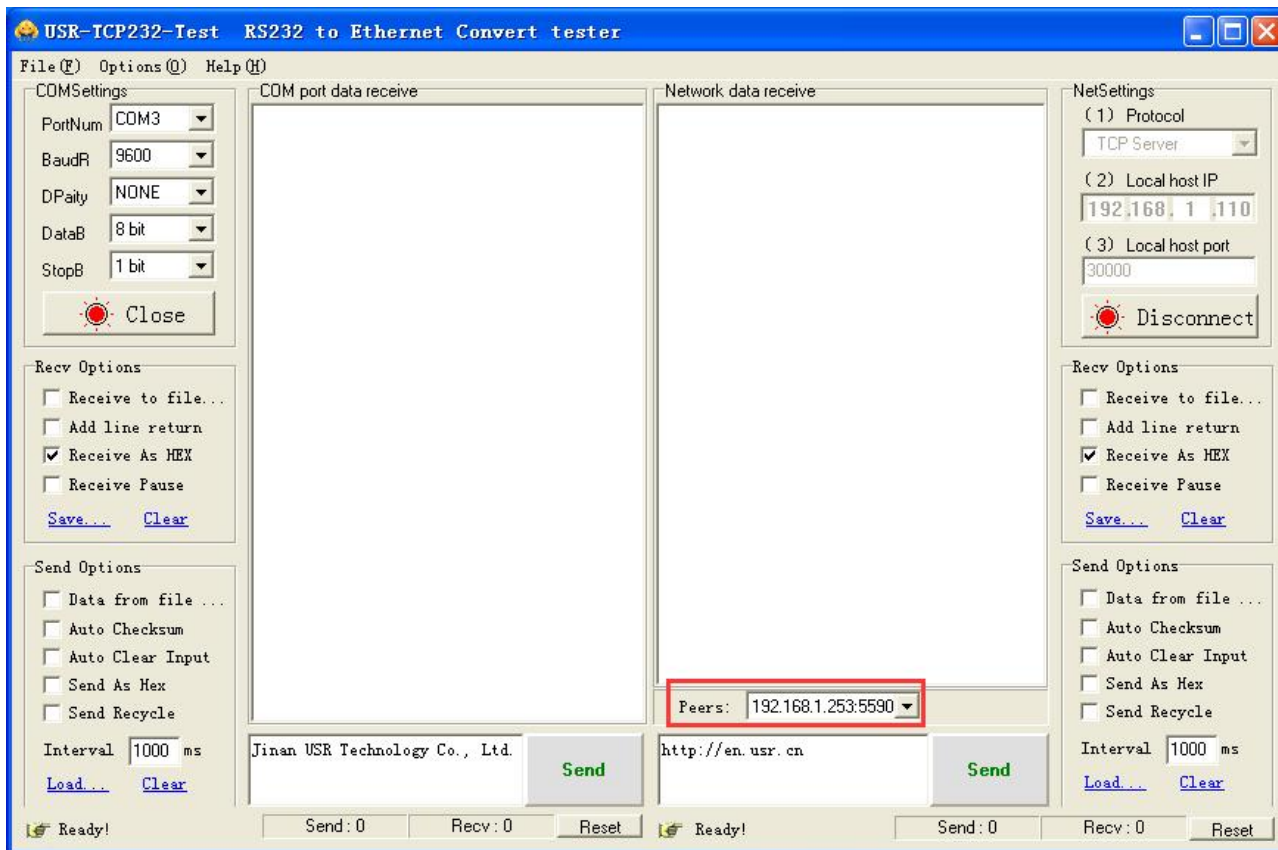 USR-TCP232-Test RS232 to Ethernet Convert tester
File(F) Options(O) Help(H)
COMSettings
PortNum COM3
BaudR 9600
DPaity NONE
DataB 8 bit
StopB 1 bit
Close
Recv Options
Receive to file...
Add line return
Receive As HEX
Receive Pause
Save... Clear
Send Options
Data from file ...
Auto Checksum
Auto Clear Input
Send As Hex
Send Recycle
Interval 1000 ms
Load... Clear
Ready!
COM port data receive
Jinan USR Technology Co., Ltd.
Send
Send : 0 Recv : 0 Reset
Network data receive
Peers: 192.168.1.253:5590
http://en.usr.cn
Send
Ready!
Send : 0 Recv : 0 Reset
NetSettings
(1) Protocol
TCP Server
(2) Local host IP
192.168. 1 .110
(3) Local host port
30000
Disconnect
Recv Options
Receive to file...
Add line return
Receive As HEX
Receive Pause
Save... Clear
Send Options
Data from file ...
Auto Checksum
Auto Clear Input
Send As Hex
Send Recycle
Interval 1000 ms
Load... Clear